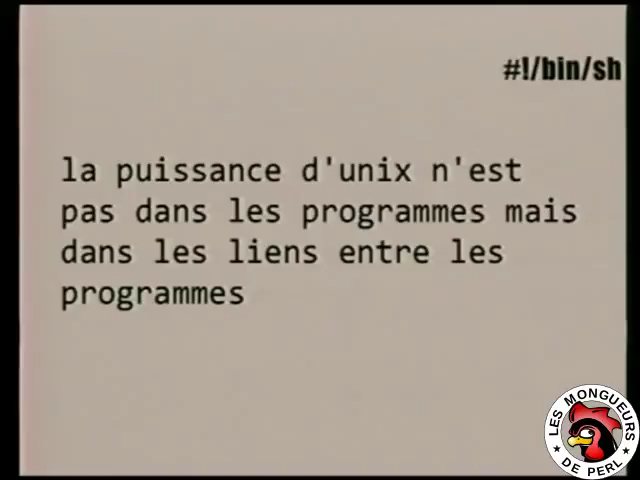 #!/bin/sh
la puissance d'unix n'est
pas dans les programmes mais
dans les liens entre les
programmes
LES MONGUEURS
★ DE PERL ★